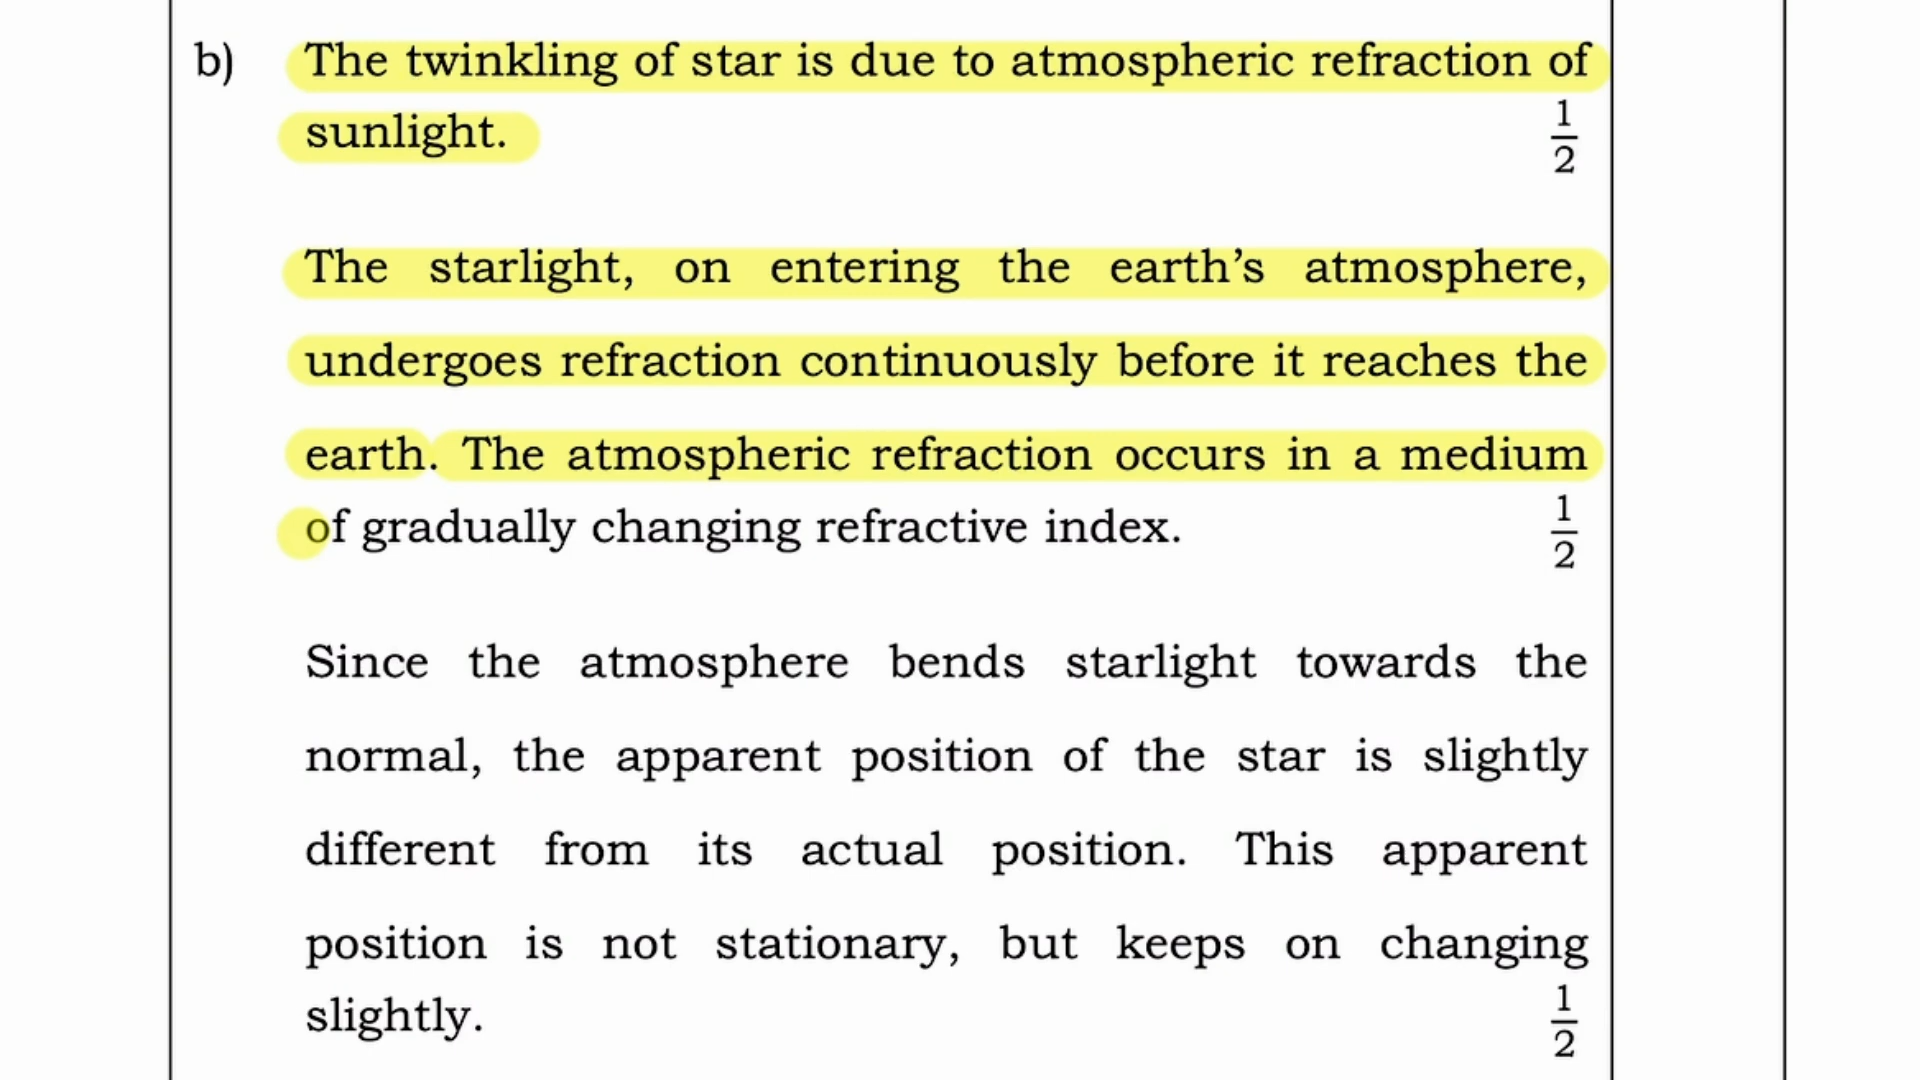 b) The twinkling of star is due to atmospheric refraction of
sunlight. 1/2
The starlight, on entering the earth’s atmosphere,
undergoes refraction continuously before it reaches the
earth. The atmospheric refraction occurs in a medium
of gradually changing refractive index. 1/2
Since the atmosphere bends starlight towards the
normal, the apparent position of the star is slightly
different from its actual position. This apparent
position is not stationary, but keeps on changing
slightly. 1/2